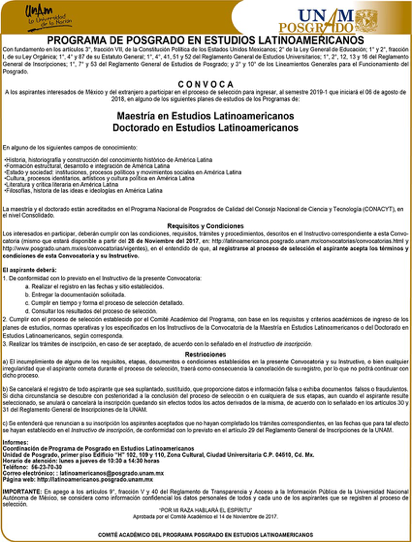 UNAM
La Universidad
de la Nación
UNAM
POSGRADO
PROGRAMA DE POSGRADO EN ESTUDIOS LATINOAMERICANOS
Con fundamento en los artículos 3°, fracción VII, de la Constitución Política de los Estados Unidos Mexicanos; 2° de la Ley General de Educación; 1° y 2°, fracción
I, de su Ley Orgánica; 1°, 4° y 87 de su Estatuto General; 1°, 4°, 41, 51 y 52 del Reglamento General de Estudios Universitarios; 1°, 2°, 12, 13 y 16 del Reglamento
General de Inscripciones; 1°, 7° y 53 del Reglamento General de Estudios de Posgrado; y 3° y 10° de los Lineamientos Generales para el Funcionamiento del
Posgrado.
C O N V O C A
A los aspirantes interesados de México y del extranjero a participar en el proceso de selección para ingresar, al semestre 2019-1 que iniciará el 06 de agosto de
2018, en alguno de los siguientes planes de estudios de los Programas de:
Maestría en Estudios Latinoamericanos
Doctorado en Estudios Latinoamericanos
En alguno de los siguientes campos de conocimiento:
•Historia, historiografía y construcción del conocimiento histórico de América Latina
•Formación estructural, desarrollo e integración de América Latina
•Estado y sociedad: instituciones, procesos políticos y movimientos sociales en América Latina
•Cultura, procesos identitarios, artísticos y cultura política en América Latina
•Literatura y crítica literaria en América Latina
•Filosofías, historia de las ideas e ideologías en América Latina
La maestría y el doctorado están acreditados en el Programa Nacional de Posgrados de Calidad del Consejo Nacional de Ciencia y Tecnología (CONACYT), en
el nivel Consolidado.
Requisitos y Condiciones
Los interesados en participar, deberán cumplir con las condiciones, requisitos, trámites y procedimientos, descritos en el Instructivo correspondiente a esta Convo-
catoria (mismo que estará disponible a partir del 28 de Noviembre del 2017, en: http://latinoamericanos.posgrado.unam.mx/convocatorias/convocatorias.html y
http://www.posgrado.unam.mx/es/convocatorias/vigentes), en el entendido de que, al registrarse al proceso de selección el aspirante acepta los términos y
condiciones de esta Convocatoria y su Instructivo.
El aspirante deberá:
1. De conformidad con lo previsto en el Instructivo de la presente Convocatoria:
a. Realizar el registro en las fechas y sitio establecidos.
b. Entregar la documentación solicitada.
c. Cumplir en tiempo y forma el proceso de selección detallado.
d. Consultar los resultados del proceso de selección.
2. Cumplir con el proceso de selección establecido por el Comité Académico del Programa, con base en los requisitos y criterios académicos de ingreso de los
planes de estudio, normas operativas y los especificados en los Instructivos de la Convocatoria de la Maestría en Estudios Latinoamericanos o del Doctorado en
Estudios Latinoamericanos, según corresponda.
3. Realizar los trámites de inscripción, en caso de ser aceptado, de acuerdo con lo señalado en el Instructivo de inscripción.
Restricciones
a) El incumplimiento de alguno de los requisitos, etapas, documentos o condiciones establecidos en la presente Convocatoria y su Instructivo, o bien cualquier
irregularidad que el aspirante cometa durante el proceso de selección, traerá como consecuencia la cancelación de su registro, por lo que no podrá continuar con
dicho proceso.
b) Se cancelará el registro de todo aspirante que sea suplantado, sustituido, que proporcione datos e información falsa o exhiba documentos falsos o fraudulentos.
Si dicha circunstancia se descubre con posterioridad a la conclusión del proceso de selección o en cualquiera de sus etapas, aun cuando el aspirante resulte
seleccionado, se anulará o cancelará la inscripción quedando sin efectos todos los actos derivados de la misma, de acuerdo con lo señalado en los artículos 30 y
31 del Reglamento General de Inscripciones de la UNAM.
c) Se entenderá que renuncian a su inscripción los aspirantes aceptados que no hayan completado los trámites correspondientes, en las fechas que para tal efecto
se hayan establecido en el Instructivo de inscripción, de conformidad con lo previsto en el artículo 29 del Reglamento General de Inscripciones de la UNAM.
Informes:
Coordinación de Programa de Posgrado en Estudios Latinoamericanos
Unidad de Posgrado, primer piso Edificio "H" 102, 109 y 110, Zona Cultural, Ciudad Universitaria C.P. 04510, Cd. Mx.
Horario de atención: lunes a jueves de 10:30 a 14:30 horas
Teléfono: 56-23-70-30
Correo electrónico: : latinoamericanos@posgrado.unam.mx
Página web: http://latinoamericanos.posgrado.unam.mx
IMPORTANTE: En apego a los artículos 9°, fracción V y 40 del Reglamento de Transparencia y Acceso a la Información Pública de la Universidad Nacional
Autónoma de México, se considera como información confidencial los datos personales de todos y cada uno de los aspirantes que se registren al proceso de
selección.
"POR MI RAZA HABLARÁ EL ESPÍRITU"
Aprobada por el Comité Académico el 14 de Noviembre de 2017.
COMITÉ ACADÉMICO DEL PROGRAMA POSGRADO EN ESTUDIOS LATINOAMERICANOS